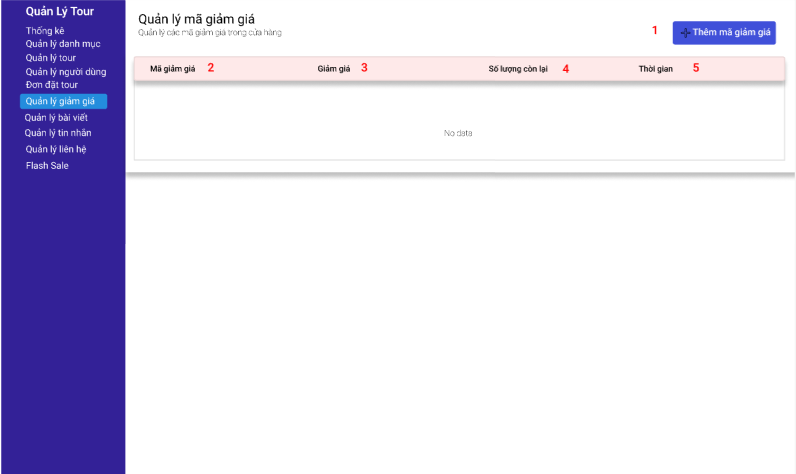 Quản Lý Tour
Thống kê
Quản lý danh mục
Quản lý tour
Quản lý người dùng
Đơn đặt tour
Quản lý giảm giá
Quản lý bài viết
Quản lý tin nhắn
Quản lý liên hệ
Flash Sale
Quản lý mã giảm giá
Quản lý các mã giảm giá trong cửa hàng
1 Thêm mã giảm giá
Mã giảm giá 2 Giảm giá 3 Số lượng còn lại 4 Thời gian 5
No data